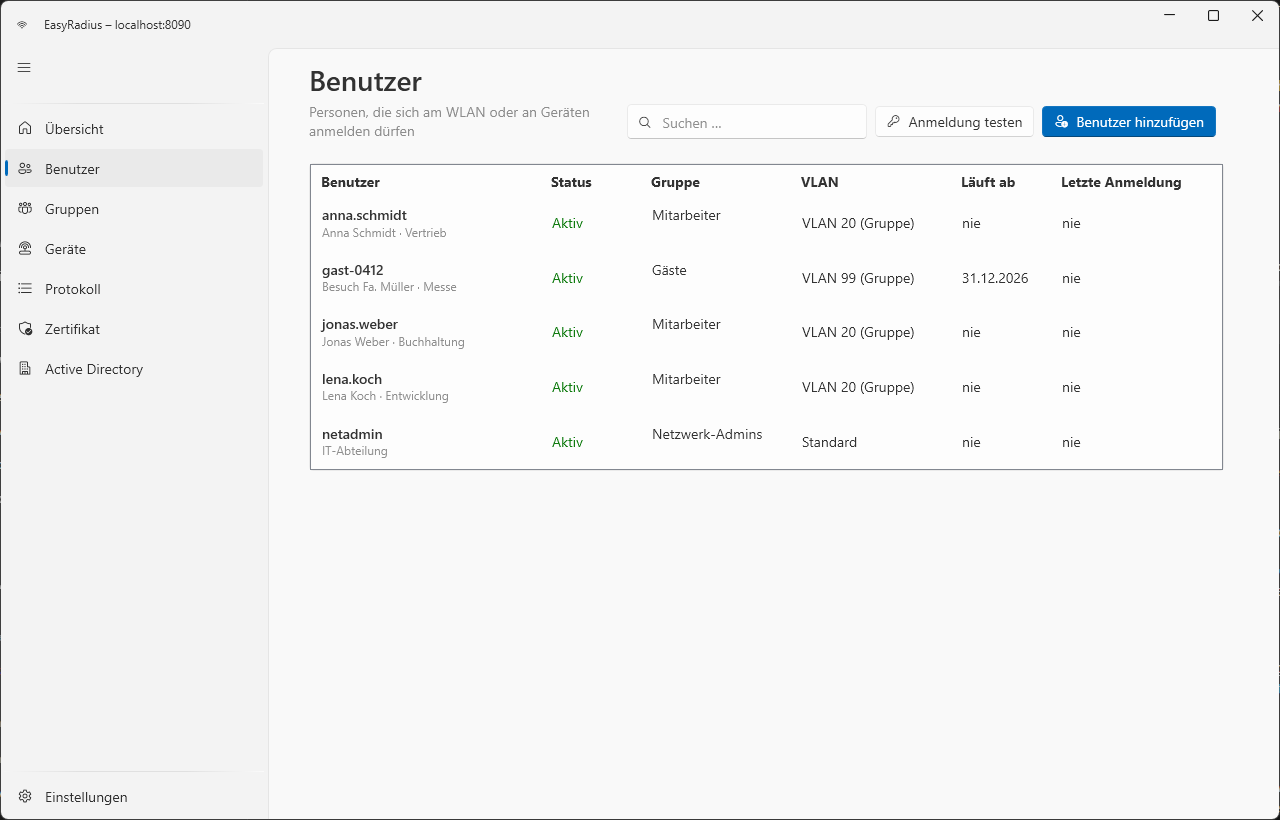 EasyRadius – localhost:8090
Übersicht
Benutzer
Gruppen
Geräte
Protokoll
Zertifikat
Active Directory
Einstellungen
Benutzer
Personen, die sich am WLAN oder an Geräten
anmelden dürfen
Suchen ...
Anmeldung testen
Benutzer hinzufügen
Benutzer Status Gruppe VLAN Läuft ab Letzte Anmeldung
anna.schmidt Aktiv Mitarbeiter VLAN 20 (Gruppe) nie nie
Anna Schmidt · Vertrieb
gast-0412 Aktiv Gäste VLAN 99 (Gruppe) 31.12.2026 nie
Besuch Fa. Müller · Messe
jonas.weber Aktiv Mitarbeiter VLAN 20 (Gruppe) nie nie
Jonas Weber · Buchhaltung
lena.koch Aktiv Mitarbeiter VLAN 20 (Gruppe) nie nie
Lena Koch · Entwicklung
netadmin Aktiv Netzwerk-Admins Standard nie nie
IT-Abteilung